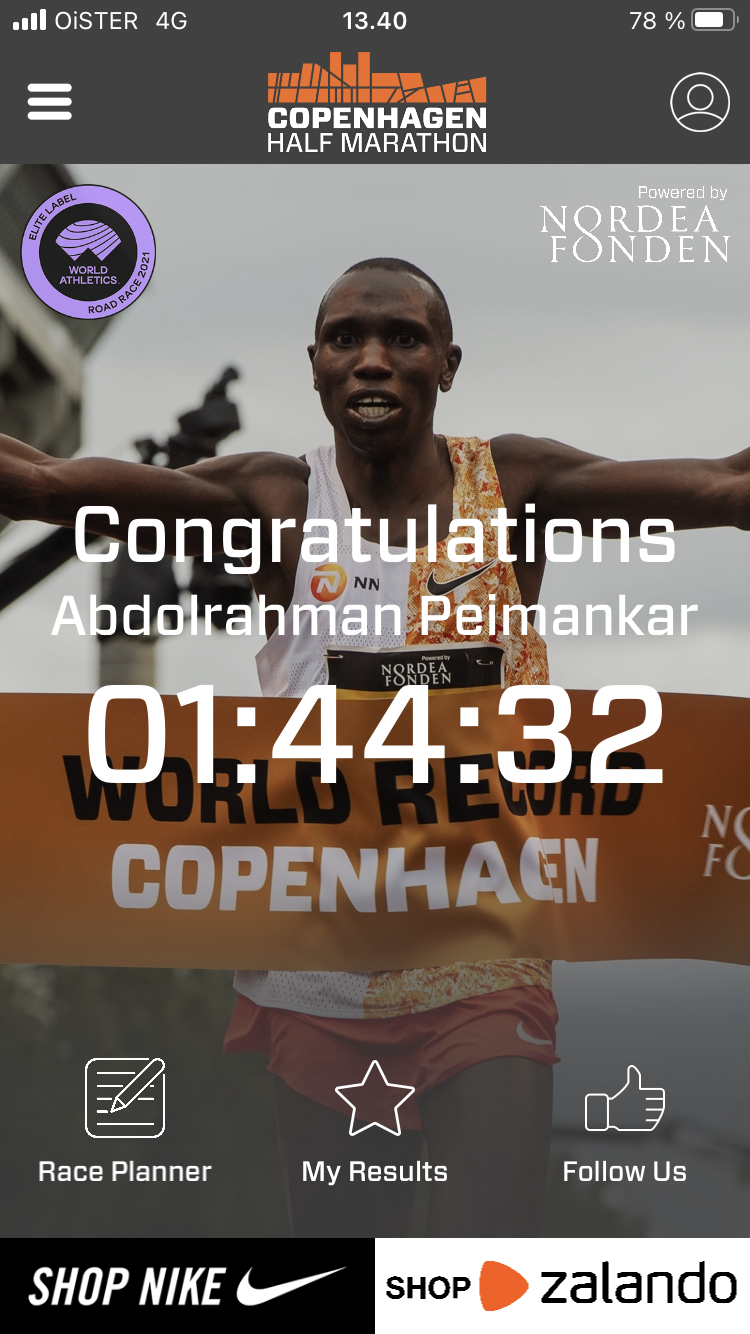 OiSTER 4G 13.40 78 %
COPENHAGEN
HALF MARATHON
ELITE LABEL
WORLD
ATHLETICS
ROAD RACE 2021
Powered by
NORDEA
FONDEN
Congratulations
NN
Abdolrahman Peimankar
Powered by
NORDEA
FONDEN
01:44:32
WORLD RECORD
COPENHAGEN
NO
FO
Race Planner
My Results
Follow Us
SHOP NIKE
SHOP zalando